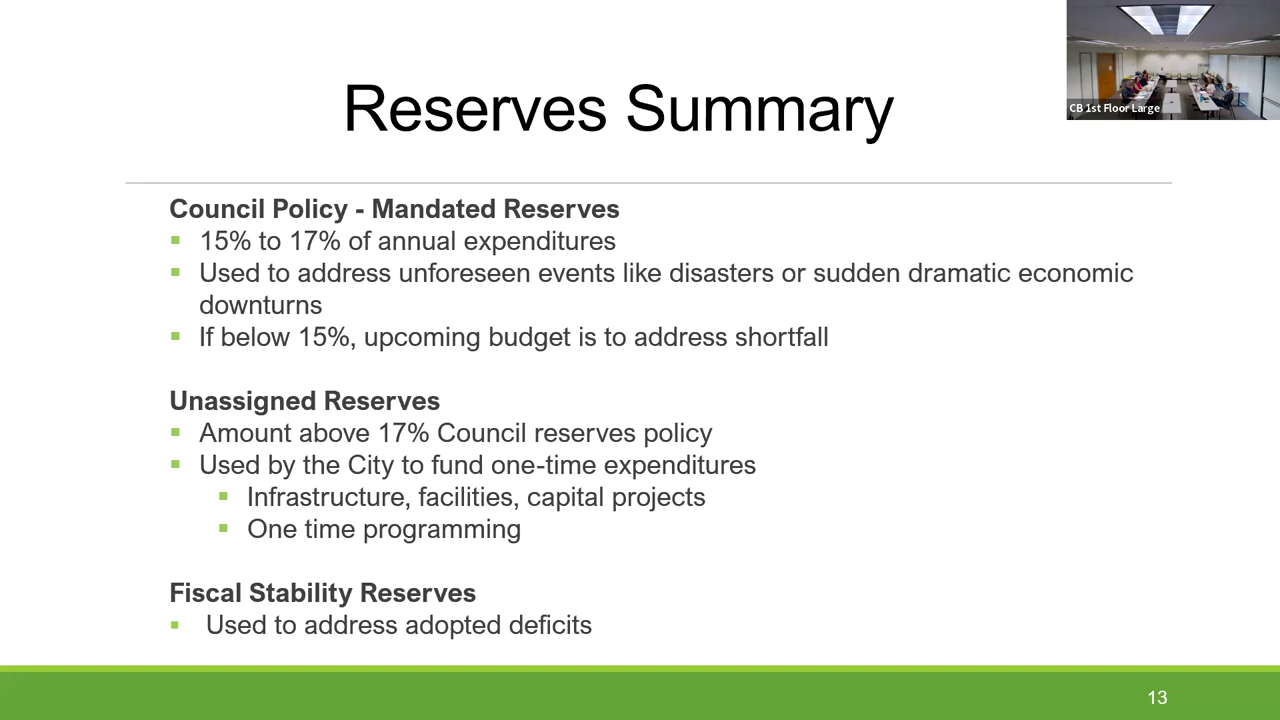 Reserves Summary
CB 1st Floor Large
Council Policy - Mandated Reserves
▪ 15% to 17% of annual expenditures
▪ Used to address unforeseen events like disasters or sudden dramatic economic
downturns
▪ If below 15%, upcoming budget is to address shortfall
Unassigned Reserves
▪ Amount above 17% Council reserves policy
▪ Used by the City to fund one-time expenditures
▪ Infrastructure, facilities, capital projects
▪ One time programming
Fiscal Stability Reserves
▪ Used to address adopted deficits
13